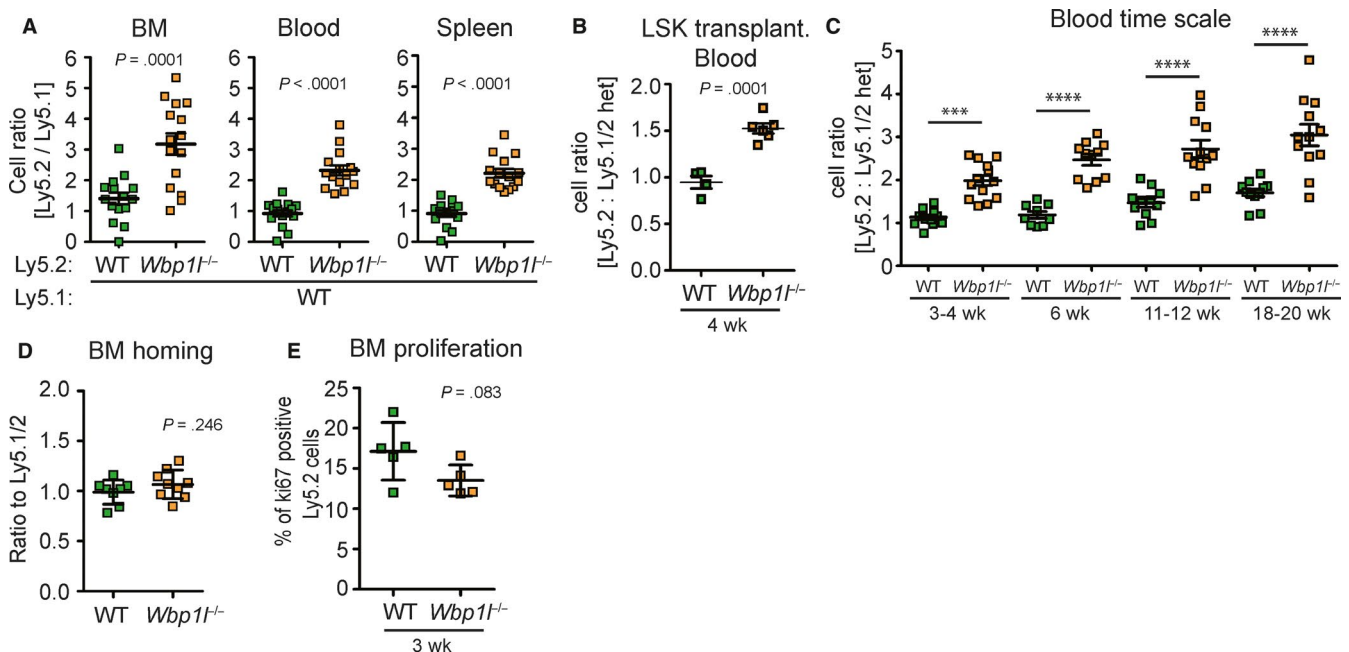 A
BM
Blood
Spleen
Cell ratio
[Ly5.2 / Ly5.1]
P = .0001
P < .0001
P < .0001
6
5
4
3
2
1
0
6
5
4
3
2
1
0
6
5
4
3
2
1
0
Ly5.2:
WT Wbp1l–/–
WT Wbp1l–/–
WT Wbp1l–/–
Ly5.1:
WT
B
LSK transplant.
Blood
P = .0001
cell ratio
[Ly5.2 : Ly5.1/2 het]
2.0
1.5
1.0
0.5
0.0
WT Wbp1l–/–
4 wk
C
Blood time scale
cell ratio
[Ly5.2 : Ly5.1/2 het]
5
4
3
2
1
0
***
****
****
****
WT Wbp1l–/–
WT Wbp1l–/–
WT Wbp1l–/–
WT Wbp1l–/–
3-4 wk
6 wk
11-12 wk
18-20 wk
D
BM homing
Ratio to Ly5.1/2
2.0
1.5
1.0
0.5
0.0
P = .246
WT Wbp1l–/–
E
BM proliferation
% of ki67 positive
Ly5.2 cells
25
20
15
10
5
0
P = .083
WT Wbp1l–/–
3 wk